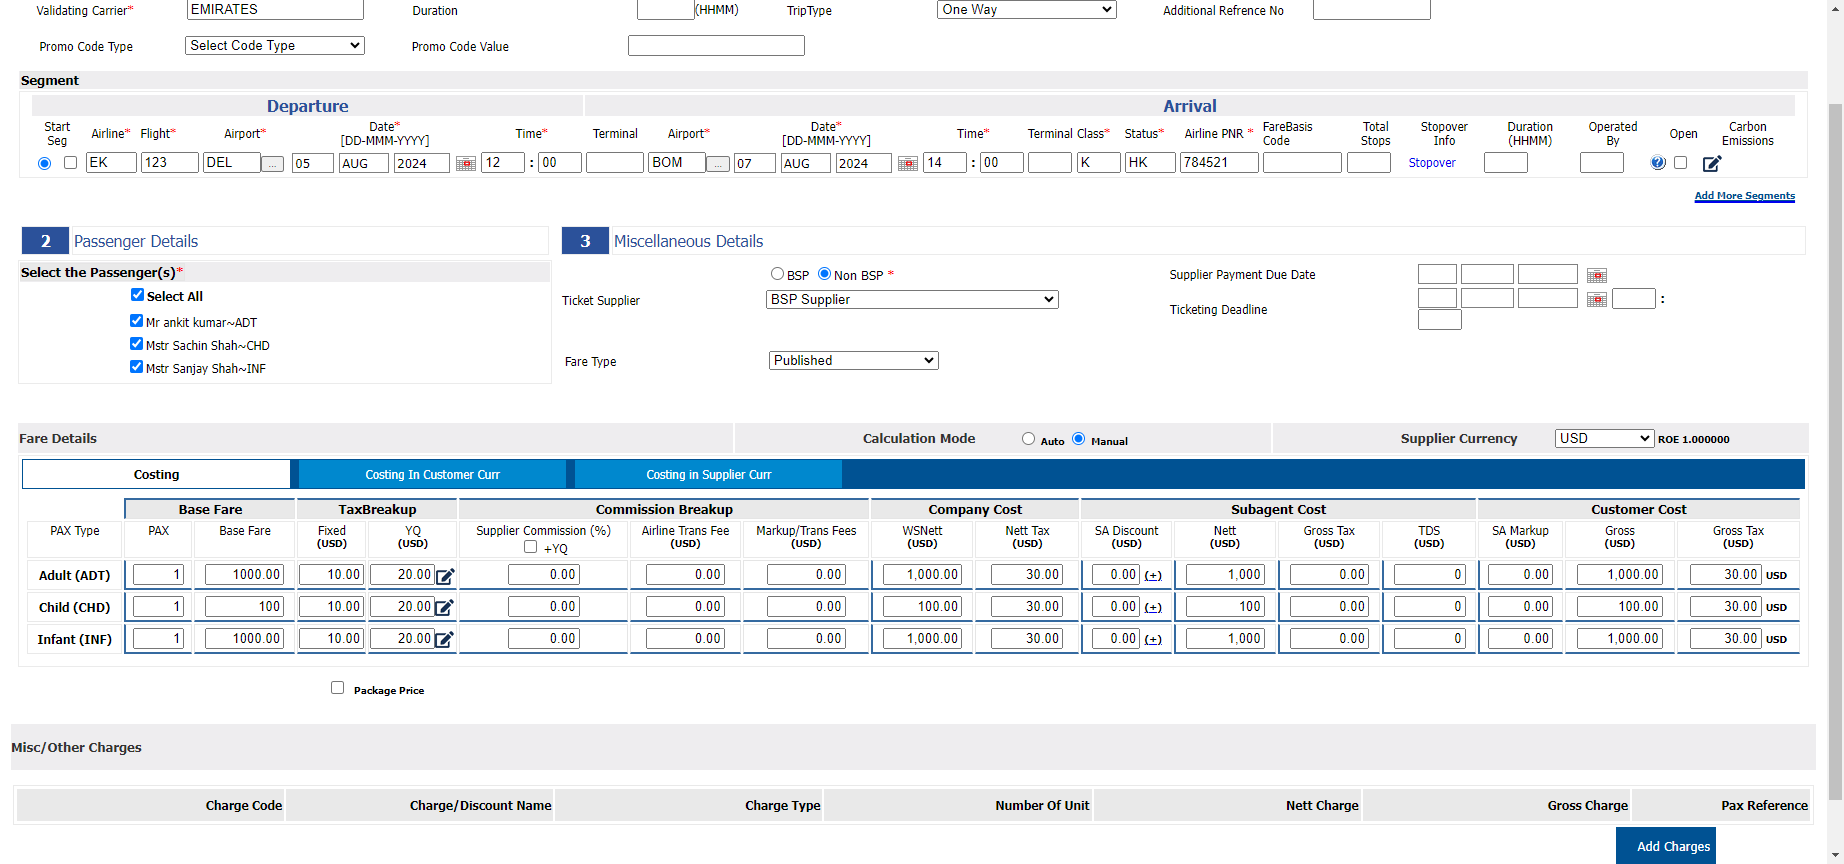 Validating Carrier* EMIRATES Duration (HHMM) TripType One Way Additional Refrence No
Promo Code Type Select Code Type Promo Code Value
Segment
Departure Arrival
Start Seg Airline* Flight* Airport* Date* [DD-MMM-YYYY] Time* Terminal Airport* Date* [DD-MMM-YYYY] Time* Terminal Class* Status* Airline PNR * FareBasis Code Total Stops Stopover Info Duration (HHMM) Operated By Open Carbon Emissions
EK 123 DEL ... 05 AUG 2024 12 : 00 BOM ... 07 AUG 2024 14 : 00 K HK 784521 Stopover ?
Add More Segments
2 Passenger Details 3 Miscellaneous Details
Select the Passenger(s)*
Select All
Mr ankit kumar~ADT
Mstr Sachin Shah~CHD
Mstr Sanjay Shah~INF
BSP Non BSP *
Ticket Supplier BSP Supplier
Fare Type Published
Supplier Payment Due Date
Ticketing Deadline :
Fare Details Calculation Mode Auto Manual Supplier Currency USD ROE 1.000000
Costing Costing In Customer Curr Costing in Supplier Curr
Base Fare TaxBreakup Commission Breakup Company Cost Subagent Cost Customer Cost
PAX Type PAX Base Fare Fixed (USD) YQ (USD) Supplier Commission (%) +YQ Airline Trans Fee (USD) Markup/Trans Fees (USD) WSNett (USD) Nett Tax (USD) SA Discount (USD) Nett (USD) Gross Tax (USD) TDS (USD) SA Markup (USD) Gross (USD) Gross Tax (USD)
Adult (ADT) 1 1000.00 10.00 20.00 0.00 0.00 0.00 1,000.00 30.00 0.00 (+) 1,000 0.00 0 0.00 1,000.00 30.00 USD
Child (CHD) 1 100 10.00 20.00 0.00 0.00 0.00 100.00 30.00 0.00 (+) 100 0.00 0 0.00 100.00 30.00 USD
Infant (INF) 1 1000.00 10.00 20.00 0.00 0.00 0.00 1,000.00 30.00 0.00 (+) 1,000 0.00 0 0.00 1,000.00 30.00 USD
Package Price
Misc/Other Charges
Charge Code Charge/Discount Name Charge Type Number Of Unit Nett Charge Gross Charge Pax Reference
Add Charges